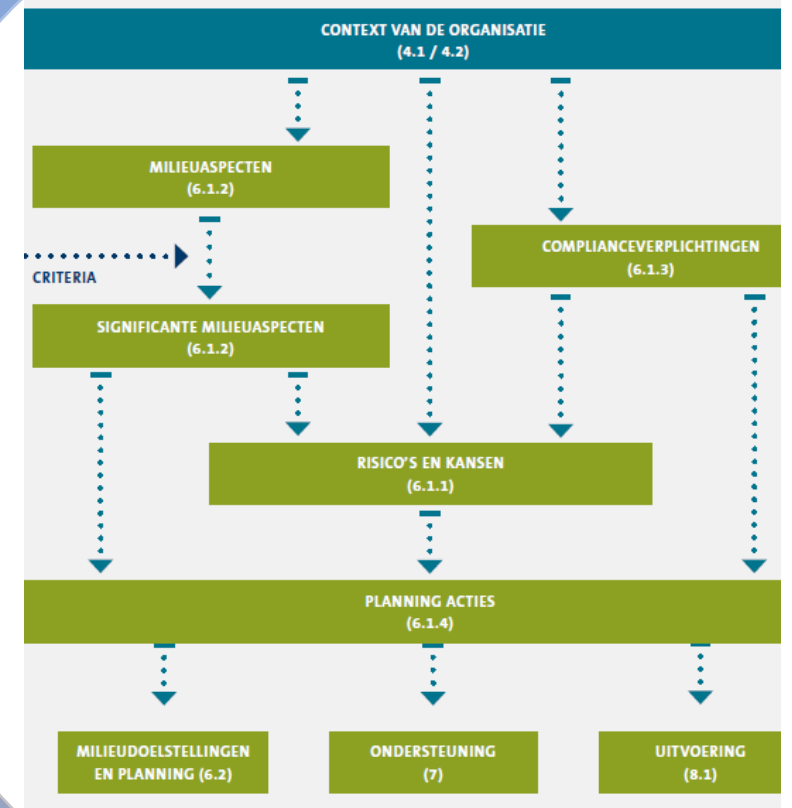 CONTEXT VAN DE ORGANISATIE
(4.1 / 4.2)
MILIEUASPECTEN
(6.1.2)
COMPLIANCEVERPLICHTINGEN
(6.1.3)
CRITERIA
SIGNIFICANTE MILIEUASPECTEN
(6.1.2)
RISICO'S EN KANSEN
(6.1.1)
PLANNING ACTIES
(6.1.4)
MILIEUDOELSTELLINGEN
EN PLANNING (6.2)
ONDERSTEUNING
(7)
UITVOERING
(8.1)